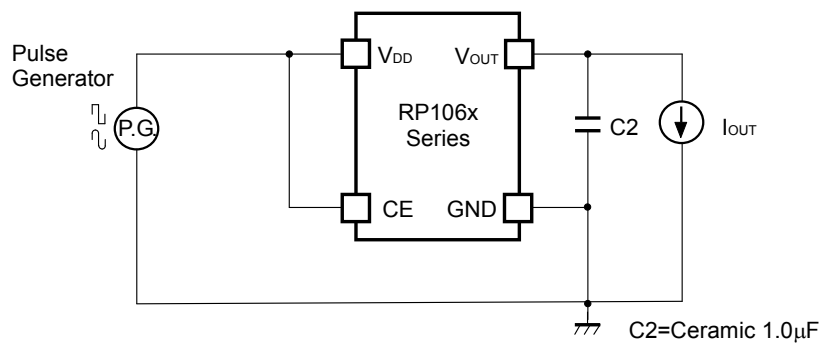 Pulse
Generator
P.G.
VDD
VOUT
RP106x
Series
CE
GND
C2
IOUT
C2=Ceramic 1.0μF